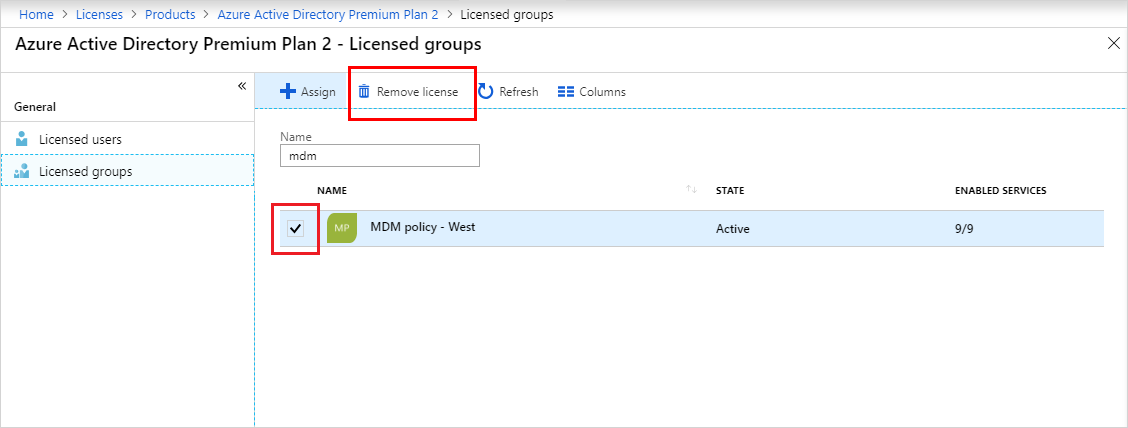 Home > Licenses > Products > Azure Active Directory Premium Plan 2 > Licensed groups
Azure Active Directory Premium Plan 2 - Licensed groups
General
Licensed users
Licensed groups
Assign Remove license Refresh Columns
Name
mdm
NAME STATE ENABLED SERVICES
MP MDM policy - West Active 9/9